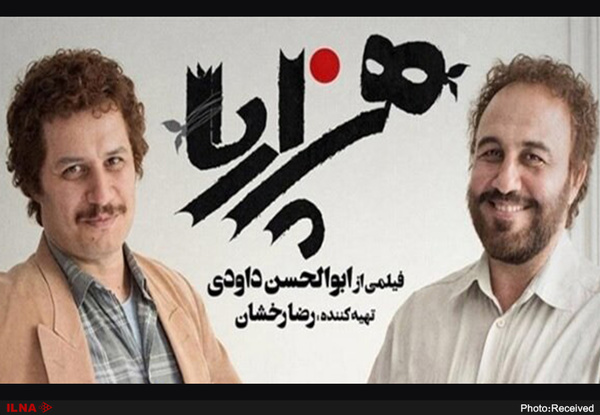 هزارپا
فیلمی از ابوالحسن داودی
تهیه‌کننده: رضا رخشان
ILNA
Photo:Received